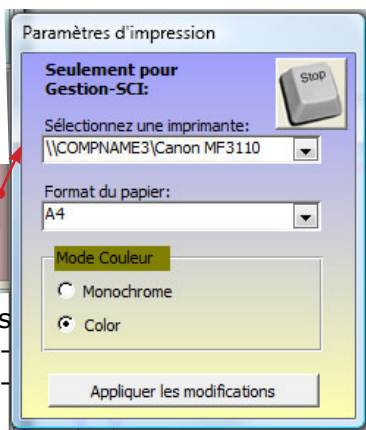 Paramètres d'impression
Seulement pour
Gestion-SCI:
Stop
Sélectionnez une imprimante:
\\COMPNAME3\Canon MF3110
Format du papier:
A4
Mode Couleur
Monochrome
Color
s
Appliquer les modifications